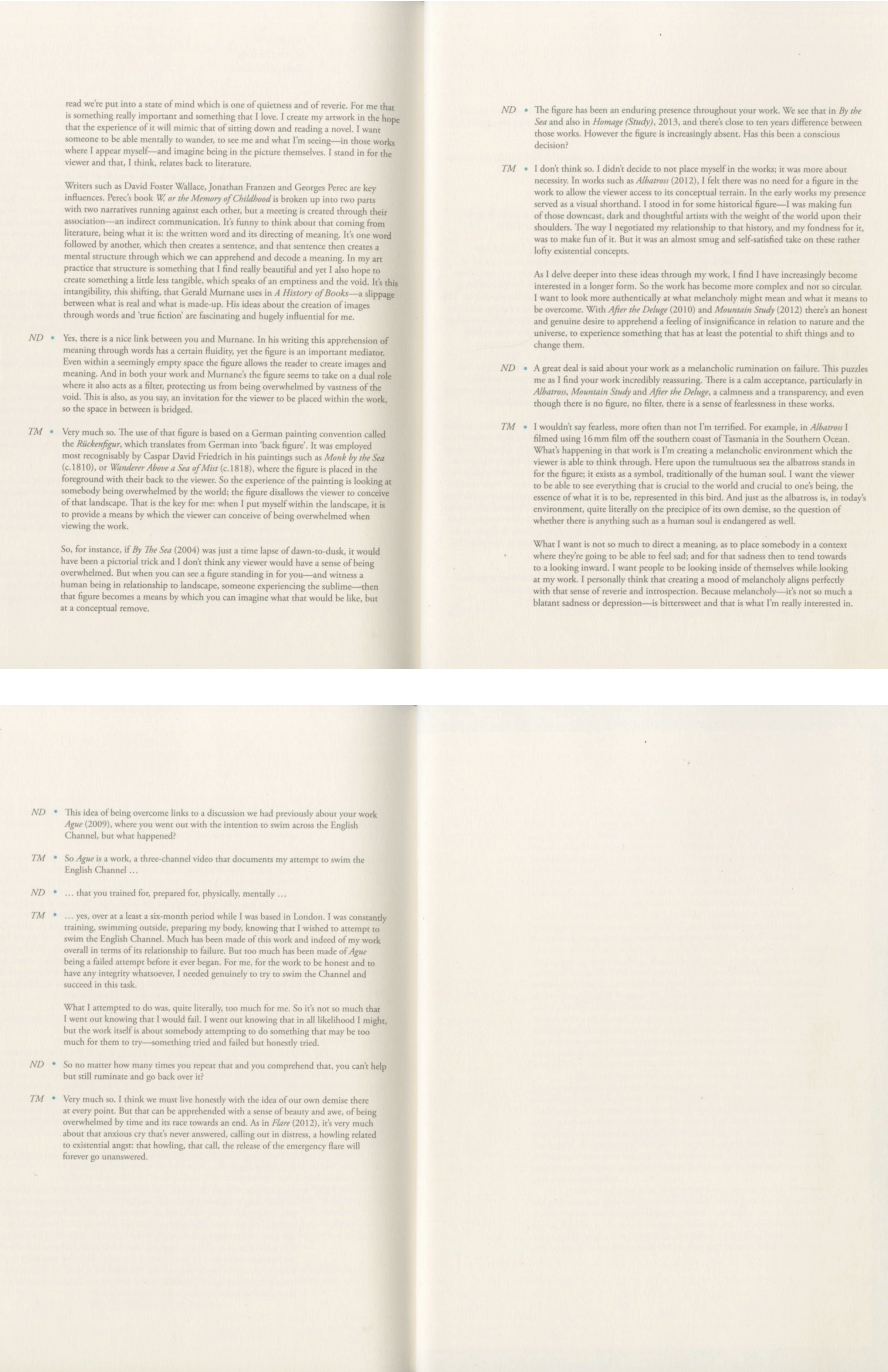 read we're put into a state of mind which is one of quietness and of reverie. For me that
is something really important and something that I love. I create my artwork in the hope
that the experience of it will mimic that of sitting down and reading a novel. I want
someone to be able mentally to wander, to see me and what I'm seeing—in those works
where I appear myself—and imagine being in the picture themselves. I stand in for the
viewer and that, I think, relates back to literature.
Writers such as David Foster Wallace, Jonathan Franzen and Georges Perec are key
influences. Perec's book W, or the Memory of Childhood is broken up into two parts
with two narratives running against each other, but a meeting is created through their
association—an indirect communication. It's funny to think about that coming from
literature, being what it is: the written word and its directing of meaning. It's one word
followed by another, which then creates a sentence, and that sentence then creates a
mental structure through which we can apprehend and decode a meaning. In my art
practice that structure is something that I find really beautiful and yet I also hope to
create something a little less tangible, which speaks of an emptiness and the void. It's this
intangibility, this shifting, that Gerald Murnane uses in A History of Books—a slippage
between what is real and what is made-up. His ideas about the creation of images
through words and 'true fiction' are fascinating and hugely influential for me.
ND • Yes, there is a nice link between you and Murnane. In his writing this apprehension of
meaning through words has a certain fluidity, yet the figure is an important mediator.
Even within a seemingly empty space the figure allows the reader to create images and
meaning. And in both your work and Murnane's the figure seems to take on a dual role
where it also acts as a filter, protecting us from being overwhelmed by vastness of the
void. This is also, as you say, an invitation for the viewer to be placed within the work,
so the space in between is bridged.
TM • Very much so. The use of that figure is based on a German painting convention called
the Rückenfigur, which translates from German into 'back figure'. It was employed
most recognisably by Caspar David Friedrich in his paintings such as Monk by the Sea
(c.1810), or Wanderer Above a Sea of Mist (c.1818), where the figure is placed in the
foreground with their back to the viewer. So the experience of the painting is looking at
somebody being overwhelmed by the world; the figure disallows the viewer to conceive
of that landscape. That is the key for me: when I put myself within the landscape, it is
to provide a means by which the viewer can conceive of being overwhelmed when
viewing the work.
So, for instance, if By The Sea (2004) was just a time lapse of dawn-to-dusk, it would
have been a pictorial trick and I don't think any viewer would have a sense of being
overwhelmed. But when you can see a figure standing in for you—and witness a
human being in relationship to landscape, someone experiencing the sublime—then
that figure becomes a means by which you can imagine what that would be like, but
at a conceptual remove.
ND • The figure has been an enduring presence throughout your work. We see that in By the
Sea and also in Homage (Study), 2013, and there's close to ten years difference between
those works. However the figure is increasingly absent. Has this been a conscious
decision?
TM • I don't think so. I didn't decide to not place myself in the works; it was more about
necessity. In works such as Albatross (2012), I felt there was no need for a figure in the
work to allow the viewer access to its conceptual terrain. In the early works my presence
served as a visual shorthand. I stood in for some historical figure—I was making fun
of those downcast, dark and thoughtful artists with the weight of the world upon their
shoulders. The way I negotiated my relationship to that history, and my fondness for it,
was to make fun of it. But it was an almost smug and self-satisfied take on these rather
lofty existential concepts.
As I delve deeper into these ideas through my work, I find I have increasingly become
interested in a longer form. So the work has become more complex and not so circular.
I want to look more authentically at what melancholy might mean and what it means to
be overcome. With After the Deluge (2010) and Mountain Study (2012) there's an honest
and genuine desire to apprehend a feeling of insignificance in relation to nature and the
universe, to experience something that has at least the potential to shift things and to
change them.
ND • A great deal is said about your work as a melancholic rumination on failure. This puzzles
me as I find your work incredibly reassuring. There is a calm acceptance, particularly in
Albatross, Mountain Study and After the Deluge, a calmness and a transparency, and even
though there is no figure, no filter, there is a sense of fearlessness in these works.
TM • I wouldn't say fearless, more often than not I'm terrified. For example, in Albatross I
filmed using 16mm film off the southern coast of Tasmania in the Southern Ocean.
What's happening in that work is I'm creating a melancholic environment which the
viewer is able to think through. Here upon the tumultuous sea the albatross stands in
for the figure; it exists as a symbol, traditionally of the human soul. I want the viewer
to be able to see everything that is crucial to the world and crucial to one's being, the
essence of what it is to be, represented in this bird. And just as the albatross is, in today's
environment, quite literally on the precipice of its own demise, so the question of
whether there is anything such as a human soul is endangered as well.
What I want is not so much to direct a meaning, as to place somebody in a context
where they're going to be able to feel sad; and for that sadness then to tend towards
to a looking inward. I want people to be looking inside of themselves while looking
at my work. I personally think that creating a mood of melancholy aligns perfectly
with that sense of reverie and introspection. Because melancholy—it's not so much a
blatant sadness or depression—is bittersweet and that is what I'm really interested in.
ND • This idea of being overcome links to a discussion we had previously about your work
Ague (2009), where you went out with the intention to swim across the English
Channel, but what happened?
TM • So Ague is a work, a three-channel video that documents my attempt to swim the
English Channel …
ND • … that you trained for, prepared for, physically, mentally …
TM • … yes, over at a least a six-month period while I was based in London. I was constantly
training, swimming outside, preparing my body, knowing that I wished to attempt to
swim the English Channel. Much has been made of this work and indeed of my work
overall in terms of its relationship to failure. But too much has been made of Ague
being a failed attempt before it ever began. For me, for the work to be honest and to
have any integrity whatsoever, I needed genuinely to try to swim the Channel and
succeed in this task.
What I attempted to do was, quite literally, too much for me. So it's not so much that
I went out knowing that I would fail. I went out knowing that in all likelihood I might,
but the work itself is about somebody attempting to do something that may be too
much for them to try—something tried and failed but honestly tried.
ND • So no matter how many times you repeat that and you comprehend that, you can't help
but still ruminate and go back over it?
TM • Very much so. I think we must live honestly with the idea of our own demise there
at every point. But that can be apprehended with a sense of beauty and awe, of being
overwhelmed by time and its race towards an end. As in Flare (2012), it's very much
about that anxious cry that's never answered, calling out in distress, a howling related
to existential angst: that howling, that call, the release of the emergency flare will
forever go unanswered.